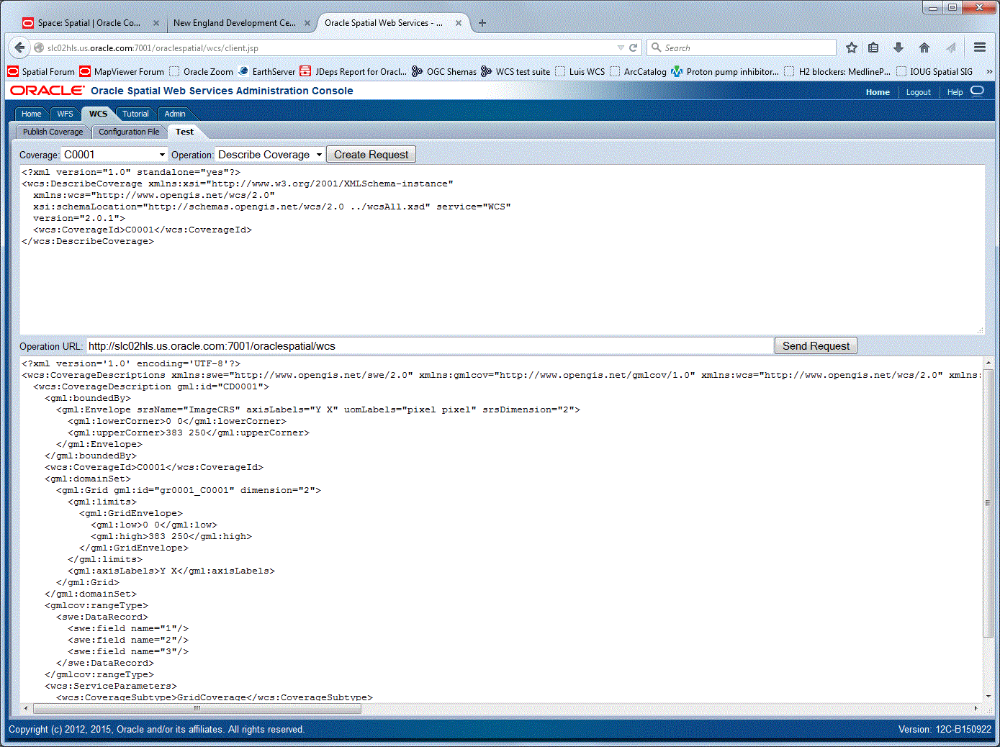 Space: Spatial | Oracle Co...
New England Development Ce...
Oracle Spatial Web Services - ...
slc02hls.us.oracle.com:7001/oraclespatial/wcs/client.jsp
Search
Spatial Forum
MapViewer Forum
Oracle Zoom
EarthServer
JDeps Report for Oracl...
OGC Shemas
WCS test suite
Luis WCS
ArcCatalog
Proton pump inhibitor...
H2 blockers: MedlineP...
IOUG Spatial SIG
»
ORACLE Oracle Spatial Web Services Administration Console
Home Logout Help
Home WFS WCS Tutorial Admin
Publish Coverage Configuration File Test
Coverage: C0001 Operation: Describe Coverage Create Request
<?xml version="1.0" standalone="yes"?>
<wcs:DescribeCoverage xmlns:xsi="http://www.w3.org/2001/XMLSchema-instance"
xmlns:wcs="http://www.opengis.net/wcs/2.0"
xsi:schemaLocation="http://schemas.opengis.net/wcs/2.0 ../wcsAll.xsd" service="WCS"
version="2.0.1">
<wcs:CoverageId>C0001</wcs:CoverageId>
</wcs:DescribeCoverage>
Operation URL: http://slc02hls.us.oracle.com:7001/oraclespatial/wcs Send Request
<?xml version='1.0' encoding='UTF-8'?>
<wcs:CoverageDescriptions xmlns:swe="http://www.opengis.net/swe/2.0" xmlns:gmlcov="http://www.opengis.net/gmlcov/1.0" xmlns:wcs="http://www.opengis.net/wcs/2.0" xmlns:
<wcs:CoverageDescription gml:id="CD0001">
<gml:boundedBy>
<gml:Envelope srsName="ImageCRS" axisLabels="Y X" uomLabels="pixel pixel" srsDimension="2">
<gml:lowerCorner>0 0</gml:lowerCorner>
<gml:upperCorner>383 250</gml:upperCorner>
</gml:Envelope>
</gml:boundedBy>
<wcs:CoverageId>C0001</wcs:CoverageId>
<gml:domainSet>
<gml:Grid gml:id="gr0001_C0001" dimension="2">
<gml:limits>
<gml:GridEnvelope>
<gml:low>0 0</gml:low>
<gml:high>383 250</gml:high>
</gml:GridEnvelope>
</gml:limits>
<gml:axisLabels>Y X</gml:axisLabels>
</gml:Grid>
</gml:domainSet>
<gmlcov:rangeType>
<swe:DataRecord>
<swe:field name="1"/>
<swe:field name="2"/>
<swe:field name="3"/>
</swe:DataRecord>
</gmlcov:rangeType>
<wcs:ServiceParameters>
<wcs:CoverageSubtype>GridCoverage</wcs:CoverageSubtype>
Copyright (c) 2012, 2015, Oracle and/or its affiliates. All rights reserved.
Version: 12C-B150922